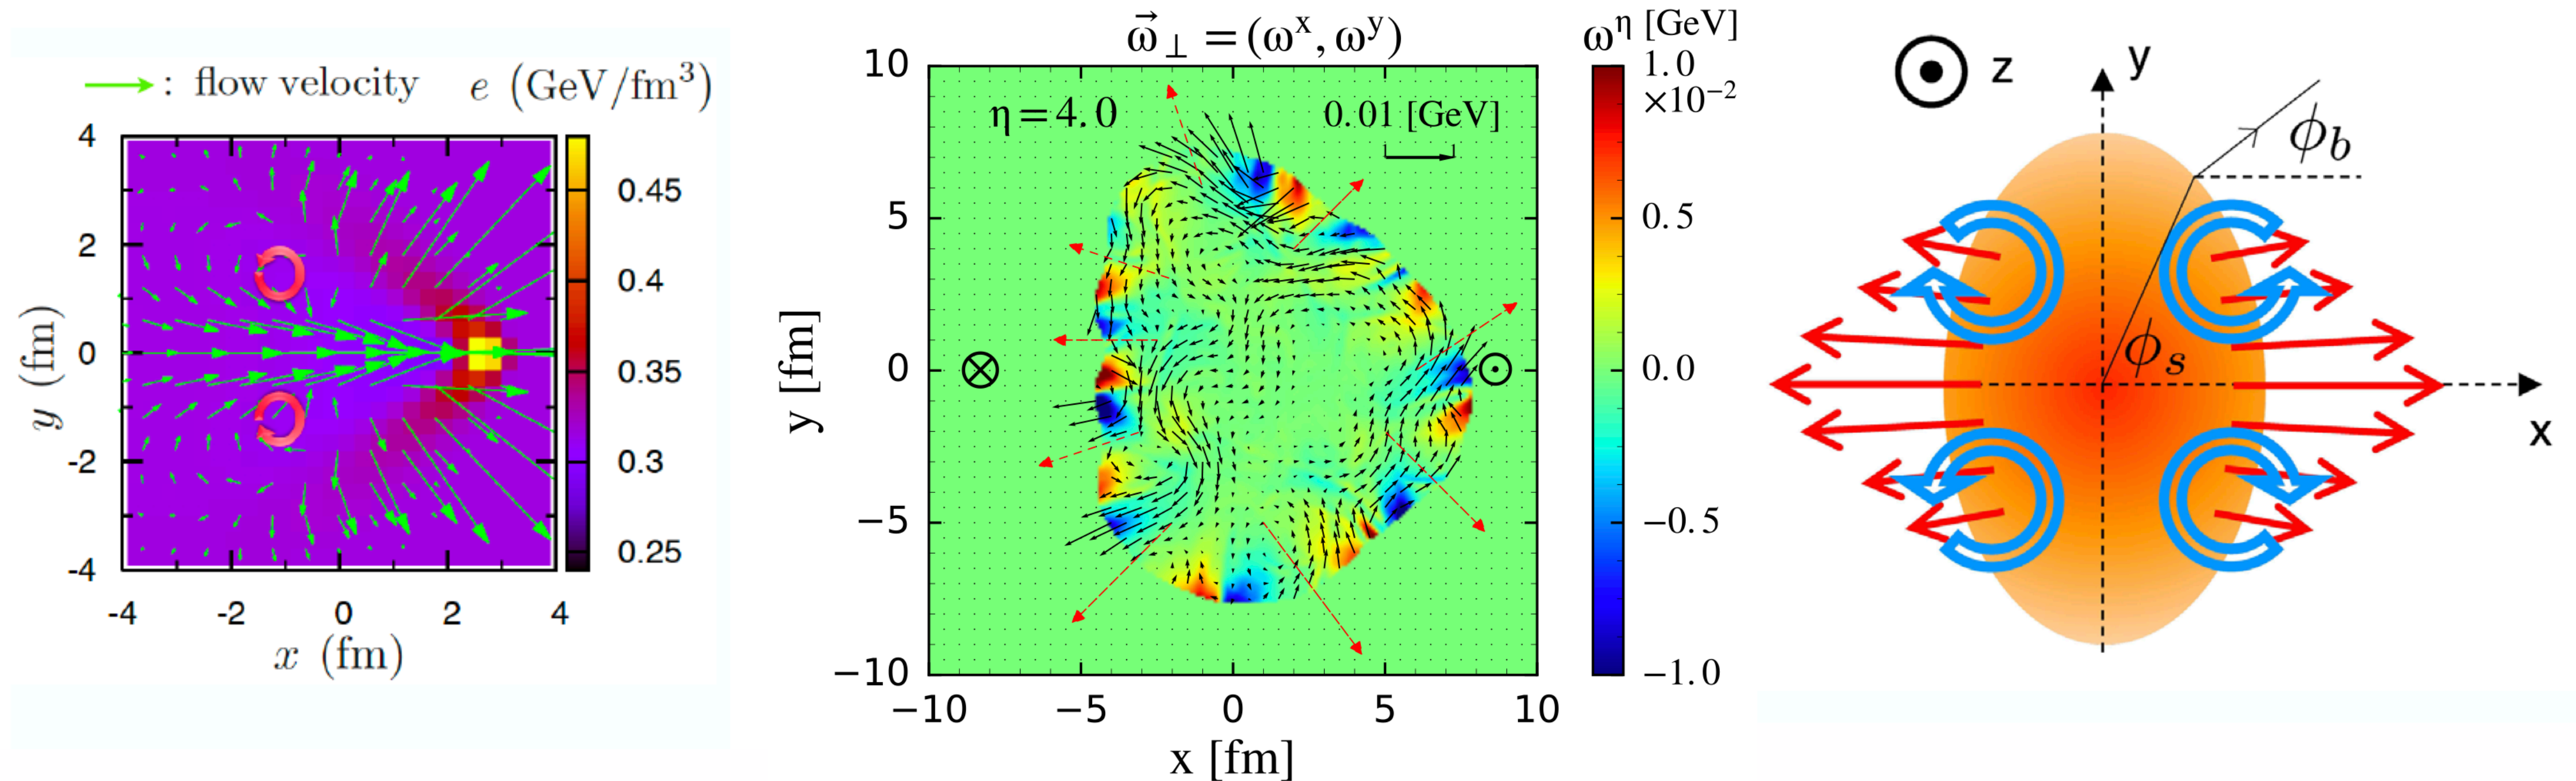 : flow velocity e (GeV/fm³)
4
2
0
-2
-4
y (fm)
-4 -2 0 2 4
x (fm)
0.45
0.4
0.35
0.3
0.25
ω⃗⊥ = (ωˣ, ωʸ)
η=4.0 0.01 [GeV]
10
5
0
−5
−10
y [fm]
−10 −5 0 5 10
x [fm]
ω^η [GeV]
1.0
×10⁻²
0.5
0.0
−0.5
−1.0
z
y
ϕb
ϕs
x